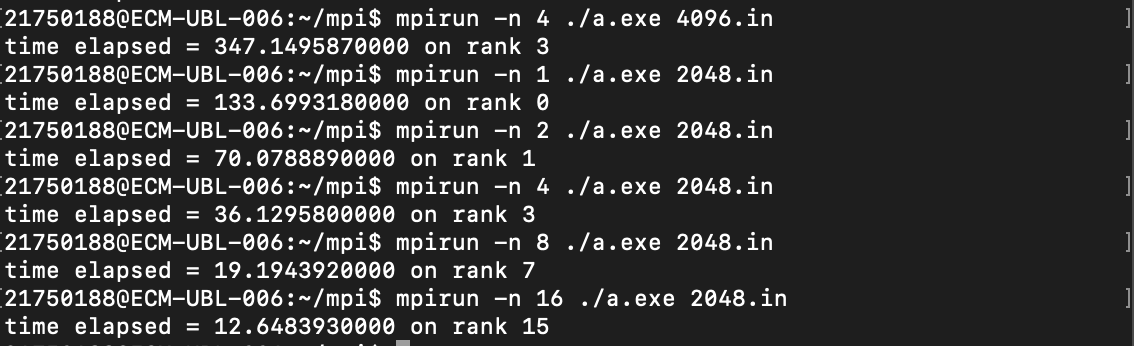 [21750188@ECM-UBL-006:~/mpi$ mpirun -n 4 ./a.exe 4096.in ]
time elapsed = 347.1495870000 on rank 3
[21750188@ECM-UBL-006:~/mpi$ mpirun -n 1 ./a.exe 2048.in ]
time elapsed = 133.6993180000 on rank 0
[21750188@ECM-UBL-006:~/mpi$ mpirun -n 2 ./a.exe 2048.in ]
time elapsed = 70.0788890000 on rank 1
[21750188@ECM-UBL-006:~/mpi$ mpirun -n 4 ./a.exe 2048.in ]
time elapsed = 36.1295800000 on rank 3
[21750188@ECM-UBL-006:~/mpi$ mpirun -n 8 ./a.exe 2048.in ]
time elapsed = 19.1943920000 on rank 7
[21750188@ECM-UBL-006:~/mpi$ mpirun -n 16 ./a.exe 2048.in ]
time elapsed = 12.6483930000 on rank 15